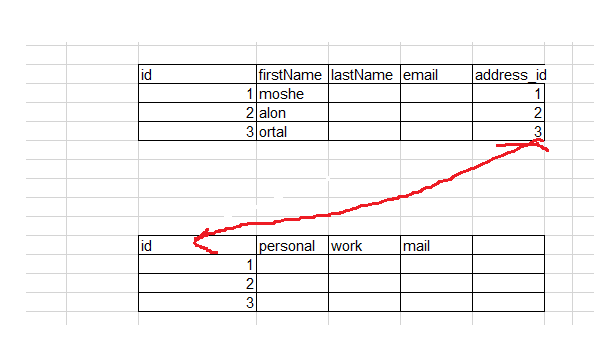 id firstName lastName email address_id
1 moshe 1
2 alon 2
3 ortal 3
id personal work mail
1
2
3